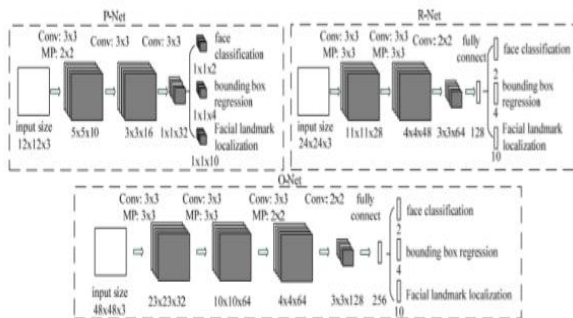 P-Net
Conv: 3x3 Conv: 3x3 Conv: 3x3
MP: 2x2
face
classification
1x1x2
bounding box
regression
1x1x4
Facial landmark
localization
1x1x10
input size
12x12x3
5x5x10
3x3x16
1x1x32
R-Net
Conv: 3x3 Conv: 3x3 Conv: 2x2 fully
MP: 3x3 MP: 3x3 connect
face classification
2
bounding box
regression
4
Facial landmark
localization
10
input size
24x24x3
11x11x28
4x4x48
3x3x64
128
O-Net
Conv: 3x3 Conv: 3x3 Conv: 3x3 Conv: 2x2 fully
MP: 3x3 MP: 3x3 MP: 2x2 connect
face classification
2
bounding box regression
4
Facial landmark localization
10
input size
48x48x3
23x23x32
10x10x64
4x4x64
3x3x128
256